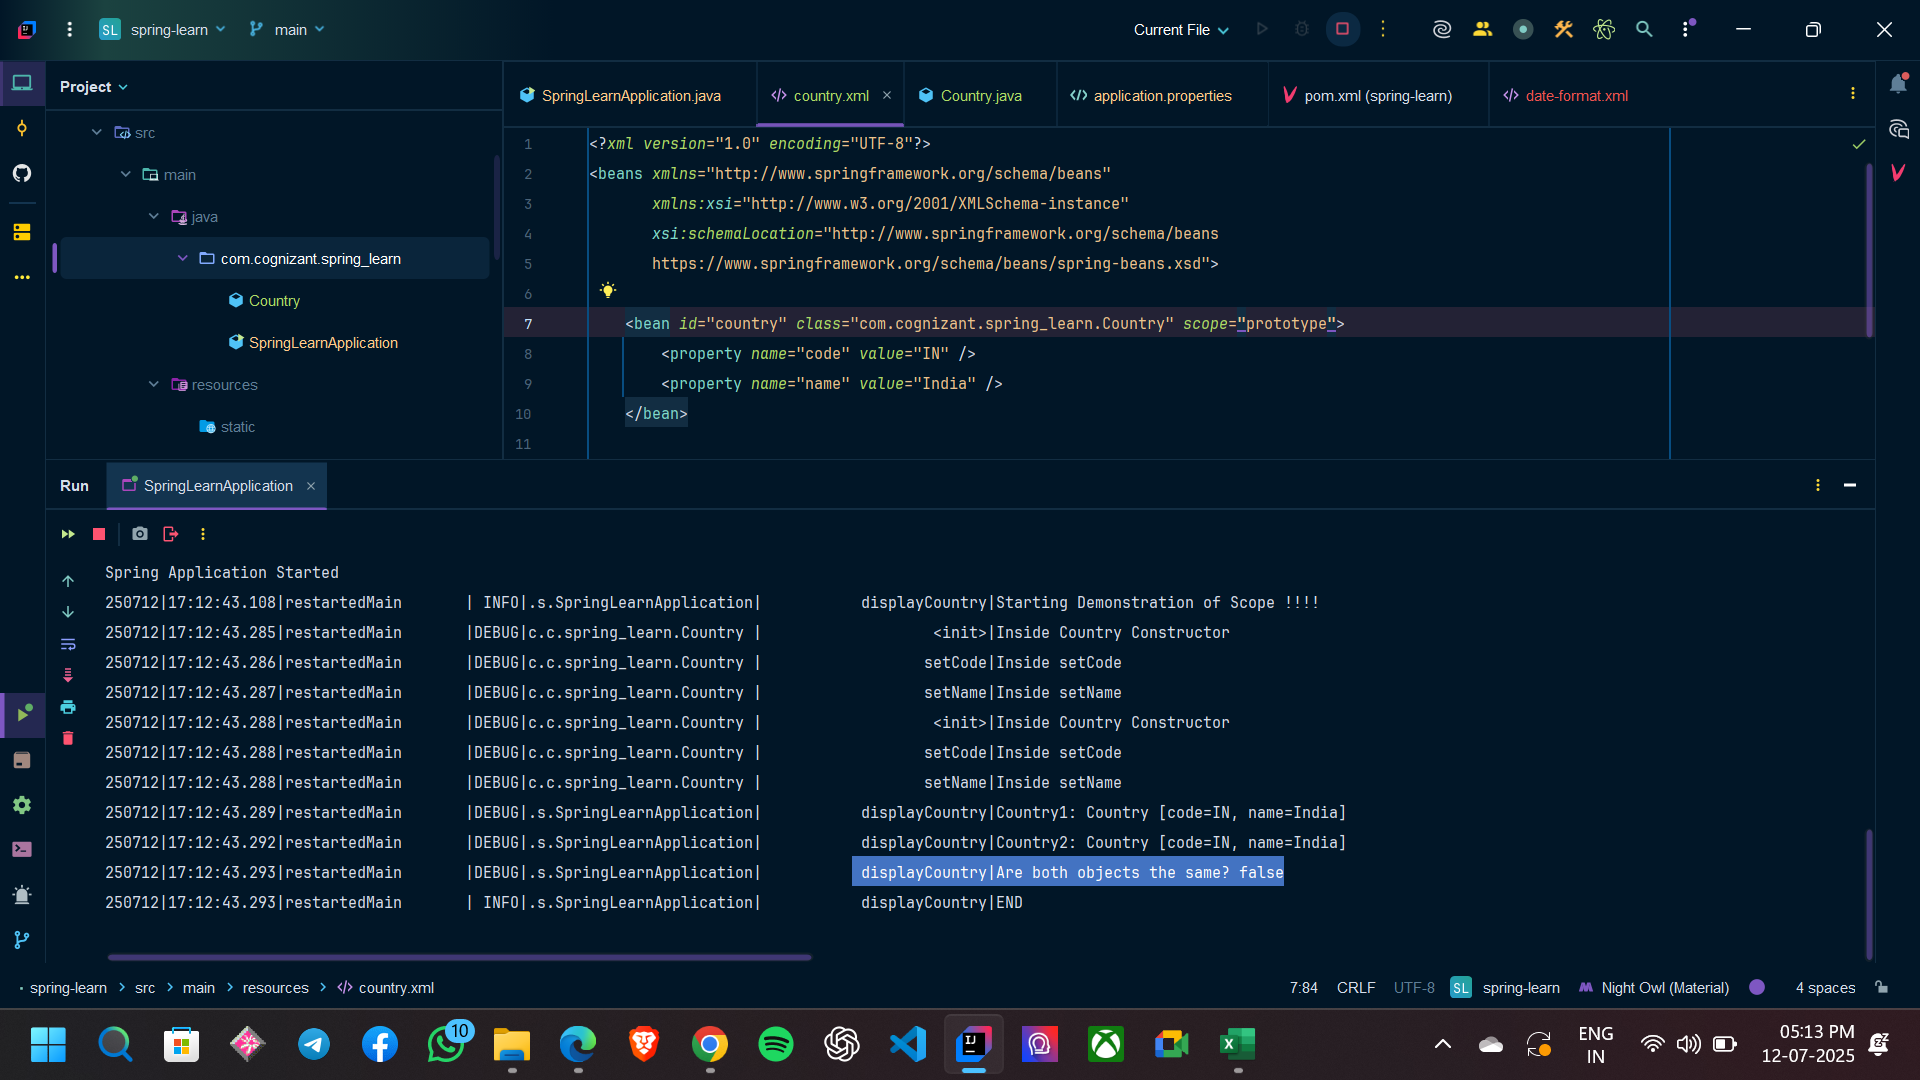 SL spring-learn main Current File
Project
SpringLearnApplication.java country.xml Country.java application.properties pom.xml (spring-learn) date-format.xml
src
main
java
com.cognizant.spring_learn
Country
SpringLearnApplication
resources
static
1 <?xml version="1.0" encoding="UTF-8"?>
2 <beans xmlns="http://www.springframework.org/schema/beans"
3 xmlns:xsi="http://www.w3.org/2001/XMLSchema-instance"
4 xsi:schemaLocation="http://www.springframework.org/schema/beans
5 https://www.springframework.org/schema/beans/spring-beans.xsd">
6
7 <bean id="country" class="com.cognizant.spring_learn.Country" scope="prototype">
8 <property name="code" value="IN" />
9 <property name="name" value="India" />
10 </bean>
11
Run SpringLearnApplication
Spring Application Started
250712|17:12:43.108|restartedMain | INFO|.s.SpringLearnApplication| displayCountry|Starting Demonstration of Scope !!!!
250712|17:12:43.285|restartedMain |DEBUG|c.c.spring_learn.Country | <init>|Inside Country Constructor
250712|17:12:43.286|restartedMain |DEBUG|c.c.spring_learn.Country | setCode|Inside setCode
250712|17:12:43.287|restartedMain |DEBUG|c.c.spring_learn.Country | setName|Inside setName
250712|17:12:43.288|restartedMain |DEBUG|c.c.spring_learn.Country | <init>|Inside Country Constructor
250712|17:12:43.288|restartedMain |DEBUG|c.c.spring_learn.Country | setCode|Inside setCode
250712|17:12:43.288|restartedMain |DEBUG|c.c.spring_learn.Country | setName|Inside setName
250712|17:12:43.289|restartedMain |DEBUG|.s.SpringLearnApplication| displayCountry|Country1: Country [code=IN, name=India]
250712|17:12:43.292|restartedMain |DEBUG|.s.SpringLearnApplication| displayCountry|Country2: Country [code=IN, name=India]
250712|17:12:43.293|restartedMain |DEBUG|.s.SpringLearnApplication| displayCountry|Are both objects the same? false
250712|17:12:43.293|restartedMain | INFO|.s.SpringLearnApplication| displayCountry|END
spring-learn src main resources country.xml 7:84 CRLF UTF-8 SL spring-learn Night Owl (Material) 4 spaces
10
ENG
IN
05:13 PM
12-07-2025